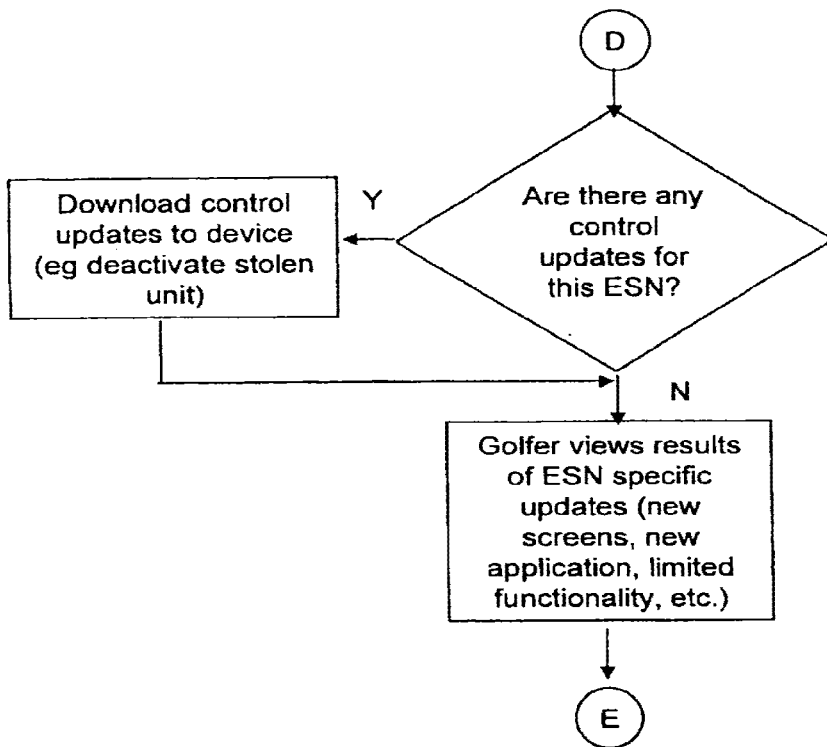 D
Are there any
control
updates for
this ESN?
Y
Download control
updates to device
(eg deactivate stolen
unit)
N
Golfer views results
of ESN specific
updates (new
screens, new
application, limited
functionality, etc.)
E